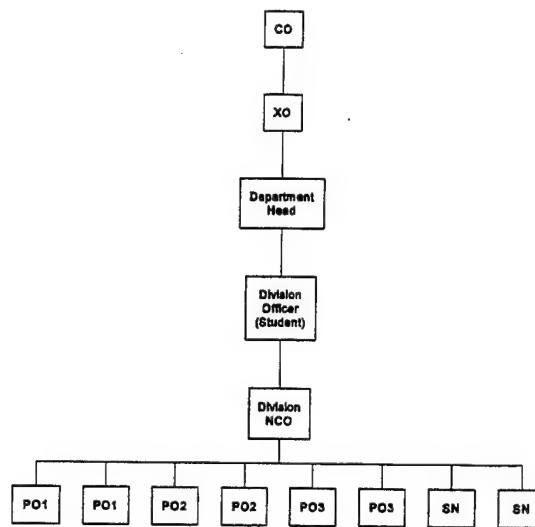 CO
XO
Department
Head
Division
Officer
(Student)
Division
NCO
PO1 PO1 PO2 PO2 PO3 PO3 SN SN